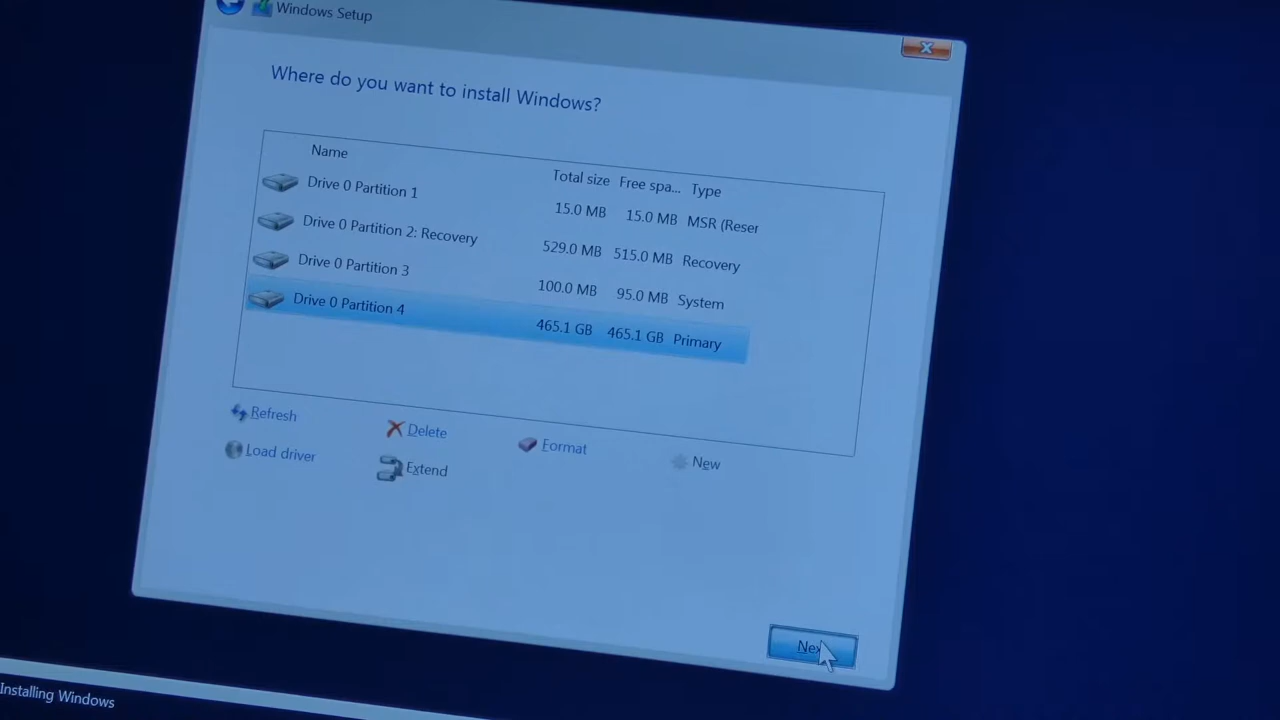 Windows Setup
Where do you want to install Windows?
Name Total size Free spa... Type
Drive 0 Partition 1 15.0 MB 15.0 MB MSR (Reser
Drive 0 Partition 2: Recovery 529.0 MB 515.0 MB Recovery
Drive 0 Partition 3 100.0 MB 95.0 MB System
Drive 0 Partition 4 465.1 GB 465.1 GB Primary
Refresh Delete Format New
Load driver Extend
Next
Installing Windows